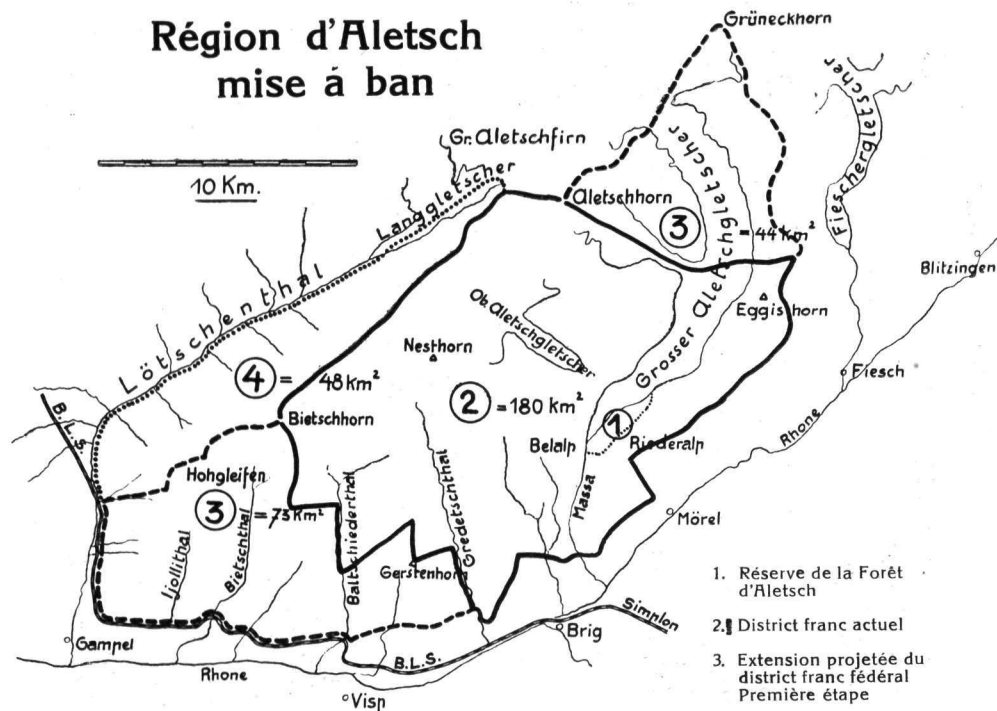 Région d'Aletsch
mise à ban
10 Km.
Grüneckhorn
Gr. Aletschfirn
Langgletscher
Aletschhorn
Grosser Aletschgletscher
Fieschergletscher
3 = 44 km²
Blitzingen
Lötschenthal
Eggishorn
Ob. Aletschgletscher
Nesthorn
Fiesch
4 = 48 km²
2 = 180 km²
B.L.S.
Bietschhorn
1
Belalp
Riederalp
Rhone
Hohgleifen
3 = 73 km²
Massa
Mörel
Ijollithal
Bietschthal
Baltschiederthal
Gredetschthal
Gerstenhorn
Gampel
Rhone
B.L.S.
Visp
Brig
Simplon
1. Réserve de la Forêt
d'Aletsch
2. District franc actuel
3. Extension projetée du
district franc fédéral
Première étape